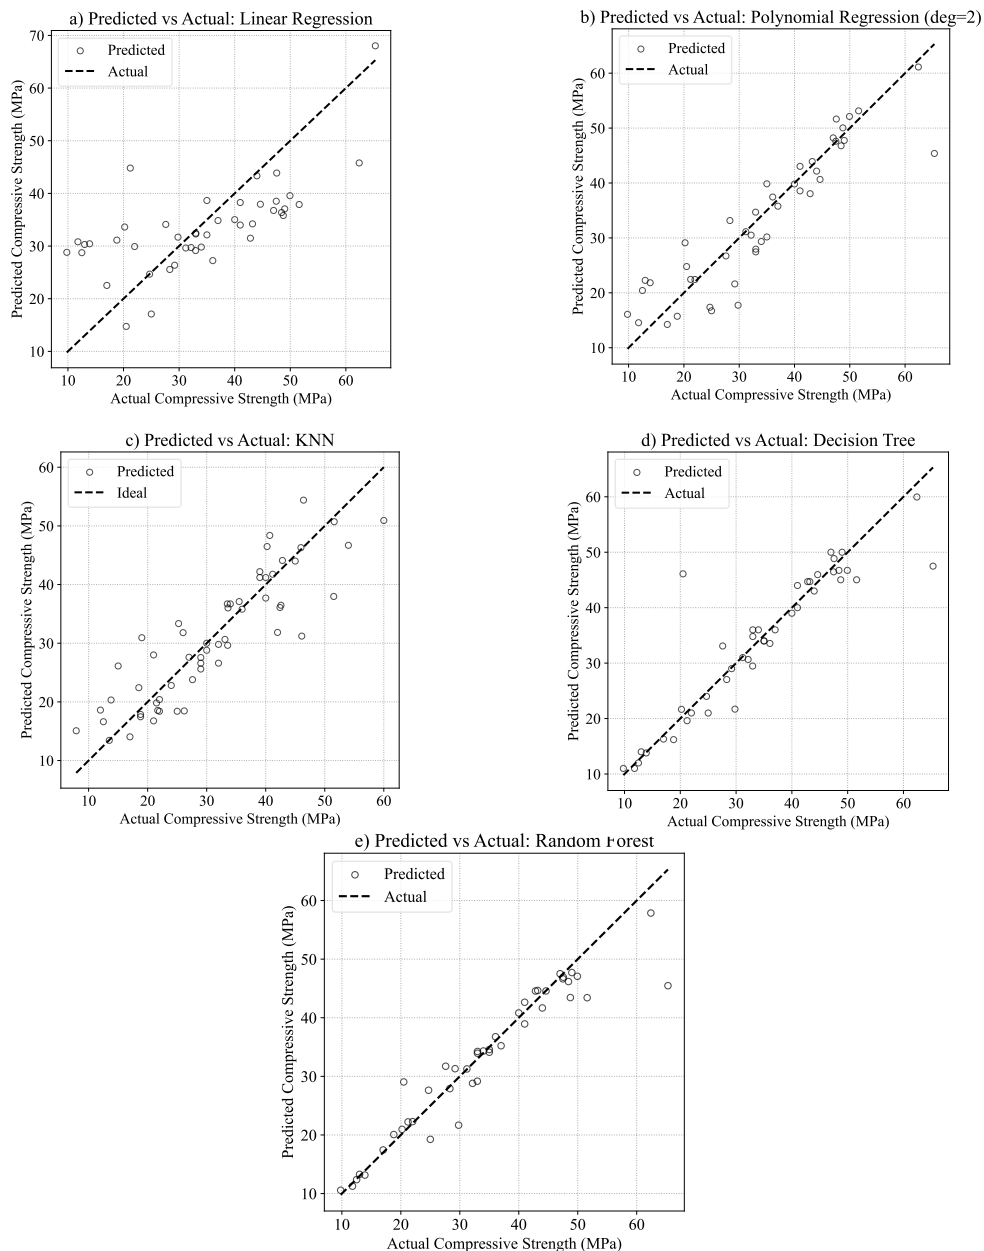 a) Predicted vs Actual: Linear Regression
Predicted
Actual
Predicted Compressive Strength (MPa)
70
60
50
40
30
20
10
10 20 30 40 50 60
Actual Compressive Strength (MPa)
b) Predicted vs Actual: Polynomial Regression (deg=2)
Predicted
Actual
Predicted Compressive Strength (MPa)
60
50
40
30
20
10
10 20 30 40 50 60
Actual Compressive Strength (MPa)
c) Predicted vs Actual: KNN
Predicted
Ideal
Predicted Compressive Strength (MPa)
60
50
40
30
20
10
10 20 30 40 50 60
Actual Compressive Strength (MPa)
d) Predicted vs Actual: Decision Tree
Predicted
Actual
Predicted Compressive Strength (MPa)
60
50
40
30
20
10
10 20 30 40 50 60
Actual Compressive Strength (MPa)
e) Predicted vs Actual: Random Forest
Predicted
Actual
Predicted Compressive Strength (MPa)
60
50
40
30
20
10
10 20 30 40 50 60
Actual Compressive Strength (MPa)